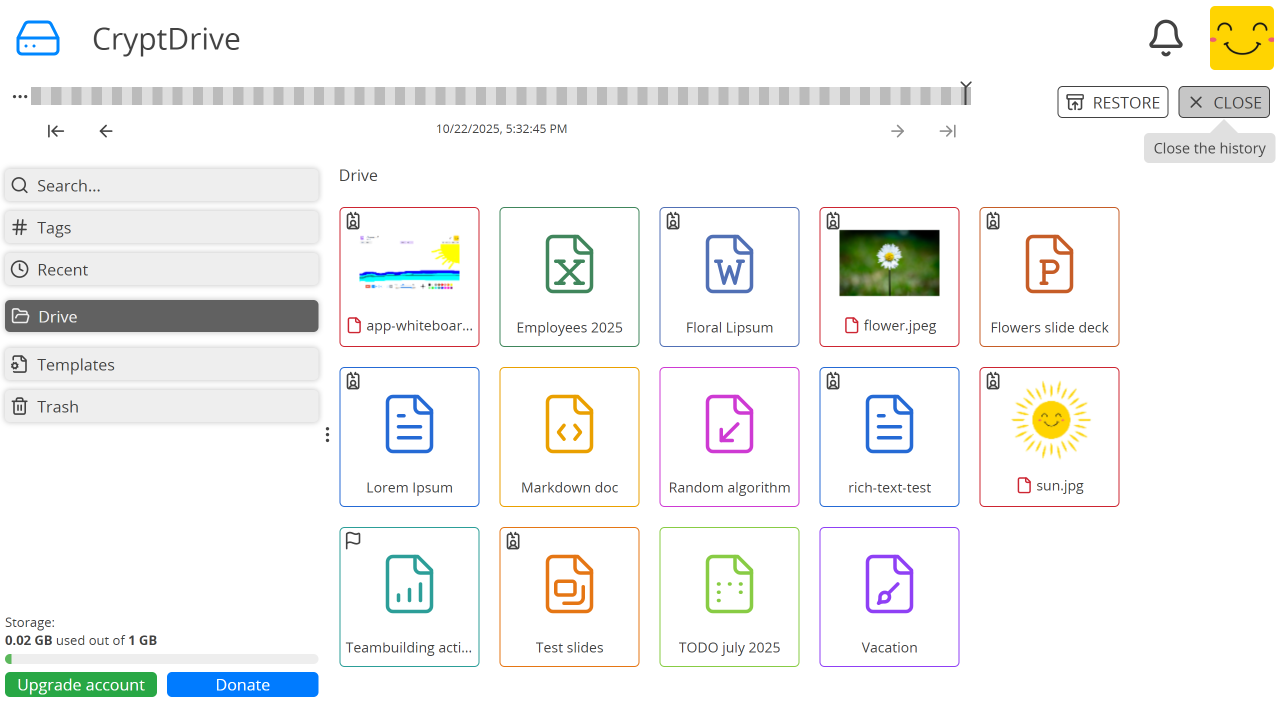 CryptDrive
RESTORE
CLOSE
10/22/2025, 5:32:45 PM
Close the history
Search...
Tags
Recent
Drive
Templates
Trash
Storage:
0.02 GB used out of 1 GB
Upgrade account
Donate
Drive
app-whiteboar...
Employees 2025
Floral Lipsum
flower.jpeg
Flowers slide deck
Lorem Ipsum
Markdown doc
Random algorithm
rich-text-test
sun.jpg
Teambuilding acti...
Test slides
TODO july 2025
Vacation